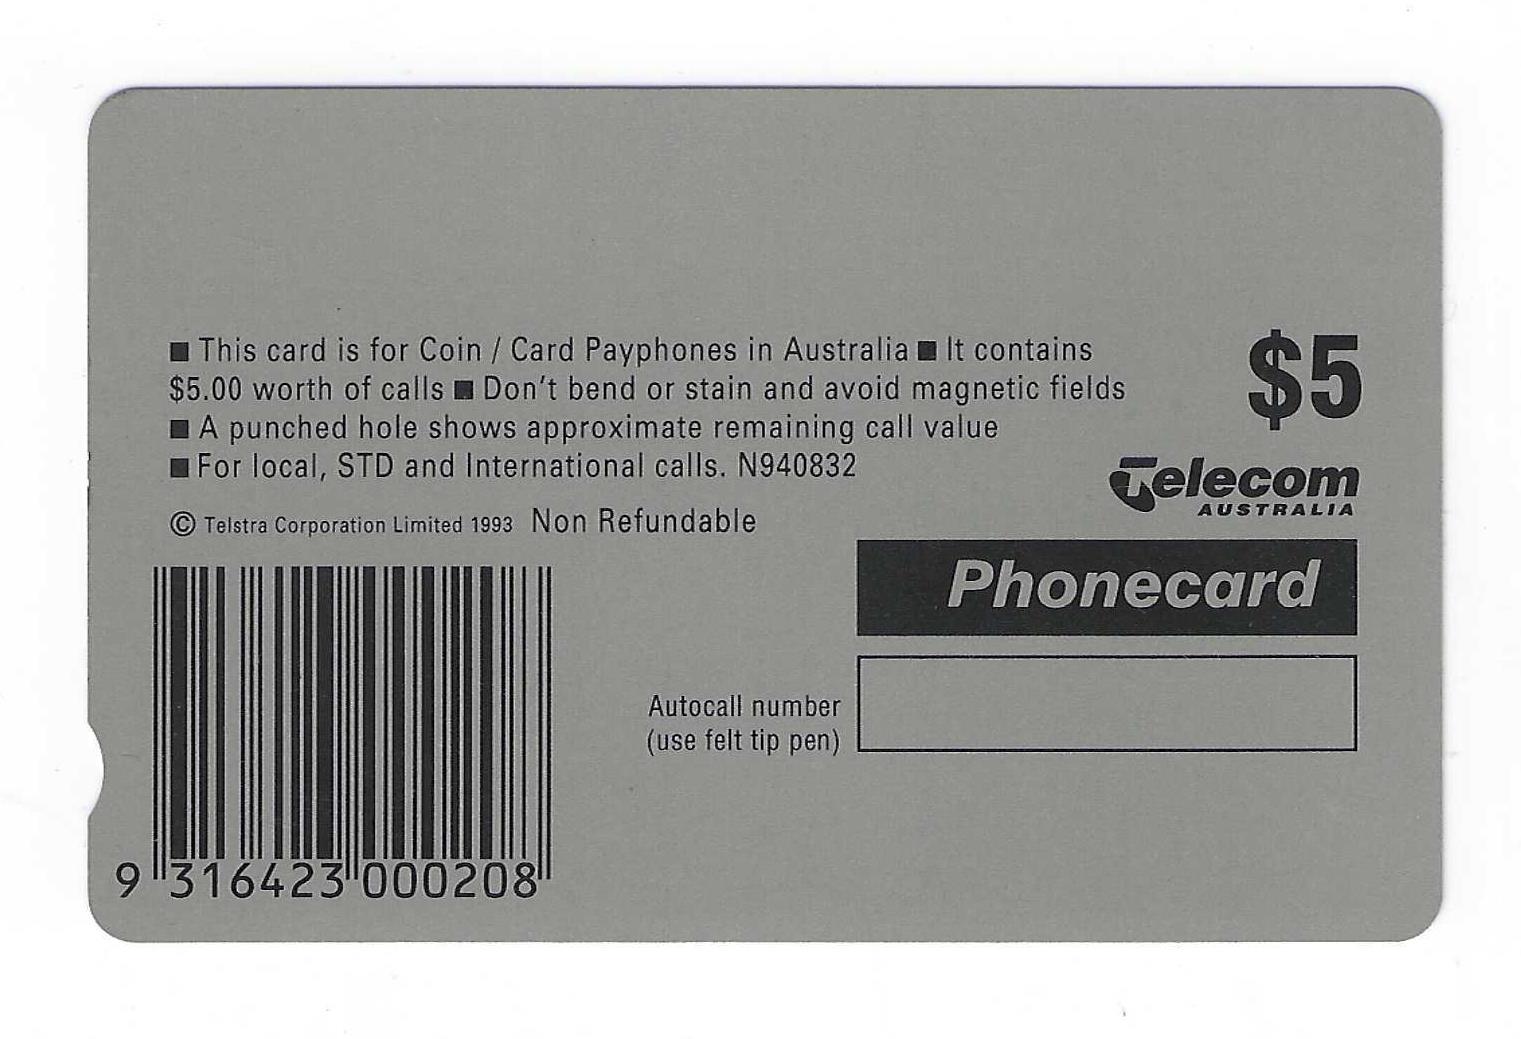 ■ This card is for Coin / Card Payphones in Australia ■ It contains
$5.00 worth of calls ■ Don't bend or stain and avoid magnetic fields
■ A punched hole shows approximate remaining call value
■ For local, STD and International calls. N940832
© Telstra Corporation Limited 1993 Non Refundable
$5
Telecom
AUSTRALIA
Phonecard
Autocall number
(use felt tip pen)
9 316423 000208